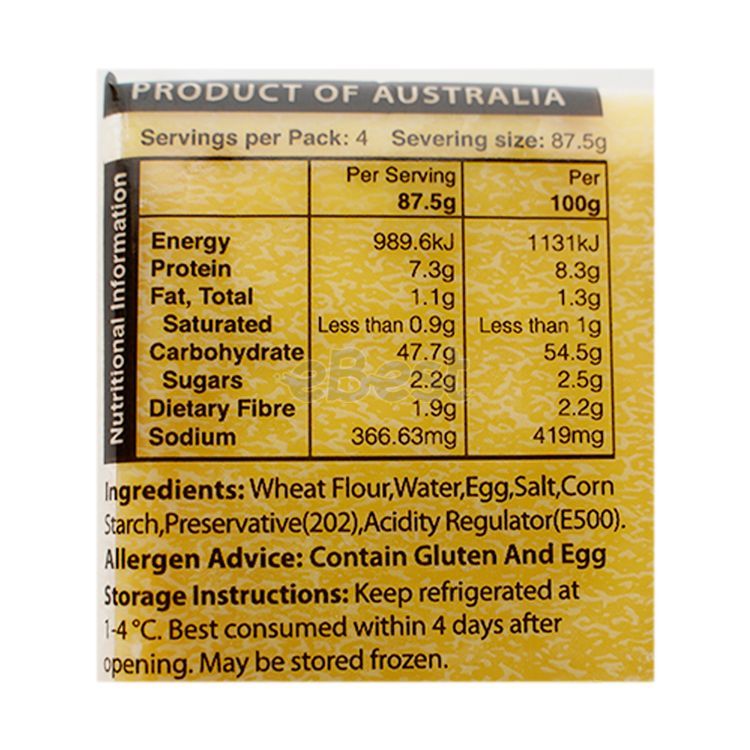 PRODUCT OF AUSTRALIA
Servings per Pack: 4 Severing size: 87.5g
Nutritional Information
Per Serving Per
87.5g 100g
Energy 989.6kJ 1131kJ
Protein 7.3g 8.3g
Fat, Total 1.1g 1.3g
Saturated Less than 0.9g Less than 1g
Carbohydrate 47.7g 54.5g
Sugars 2.2g 2.5g
Dietary Fibre 1.9g 2.2g
Sodium 366.63mg 419mg
eBest
Ingredients: Wheat Flour,Water,Egg,Salt,Corn
Starch,Preservative(202),Acidity Regulator(E500).
Allergen Advice: Contain Gluten And Egg
Storage Instructions: Keep refrigerated at
1-4 °C. Best consumed within 4 days after
opening. May be stored frozen.